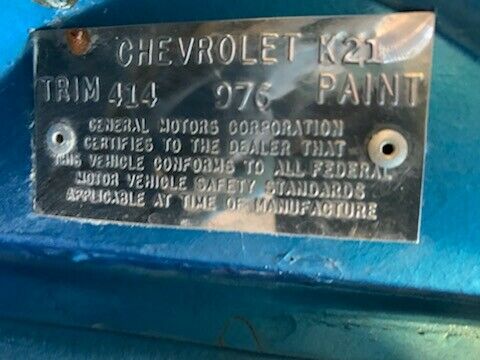 CHEVROLET K21
TRIM 414 976 PAINT
GENERAL MOTORS CORPORATION
CERTIFIES TO THE DEALER THAT
THIS VEHICLE CONFORMS TO ALL FEDERAL
MOTOR VEHICLE SAFETY STANDARDS
APPLICABLE AT TIME OF MANUFACTURE